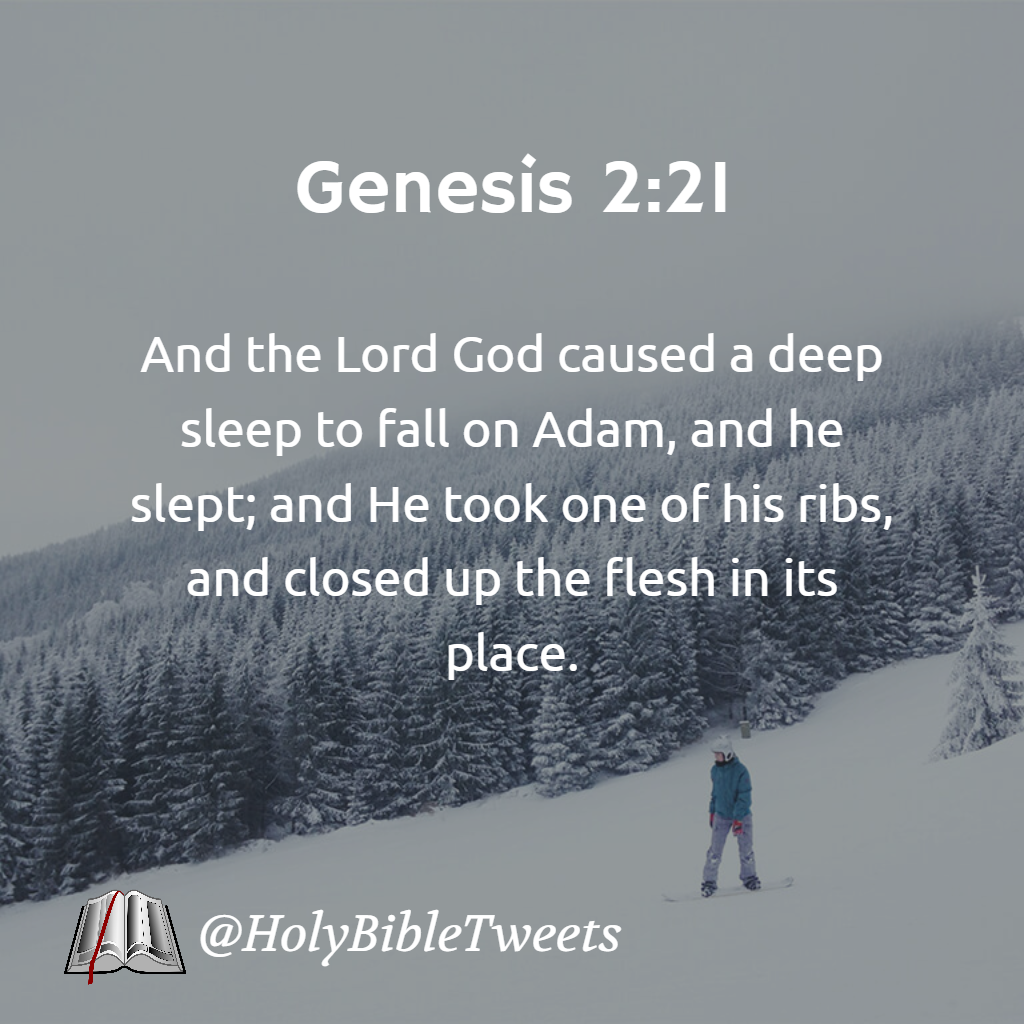 Genesis 2:21
And the Lord God caused a deep
sleep to fall on Adam, and he
slept; and He took one of his ribs,
and closed up the flesh in its
place.
@HolyBibleTweets